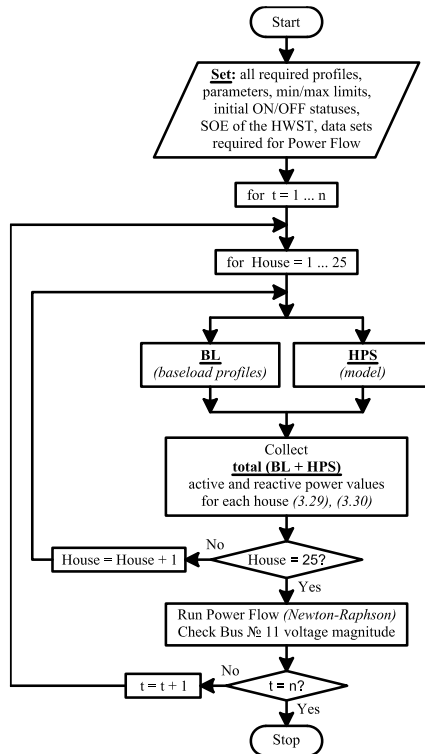 Start
Set: all required profiles,
parameters, min/max limits,
initial ON/OFF statuses,
SOE of the HWST, data sets
required for Power Flow
for t = 1 ... n
for House = 1 ... 25
BL
(baseload profiles)
HPS
(model)
Collect
total (BL + HPS)
active and reactive power values
for each house (3.29), (3.30)
House = 25?
No
House = House + 1
Yes
Run Power Flow (Newton-Raphson)
Check Bus № 11 voltage magnitude
t = n?
No
t = t + 1
Yes
Stop